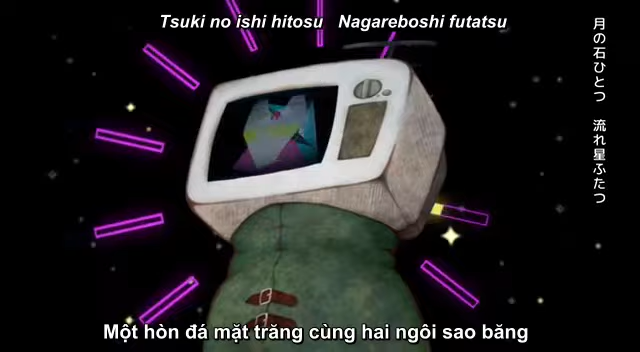 Tsuki no ishi hitosu Nagareboshi futatsu
月の石ひとつ 流れ星ふたつ
Một hòn đá mặt trăng cùng hai ngôi sao băng